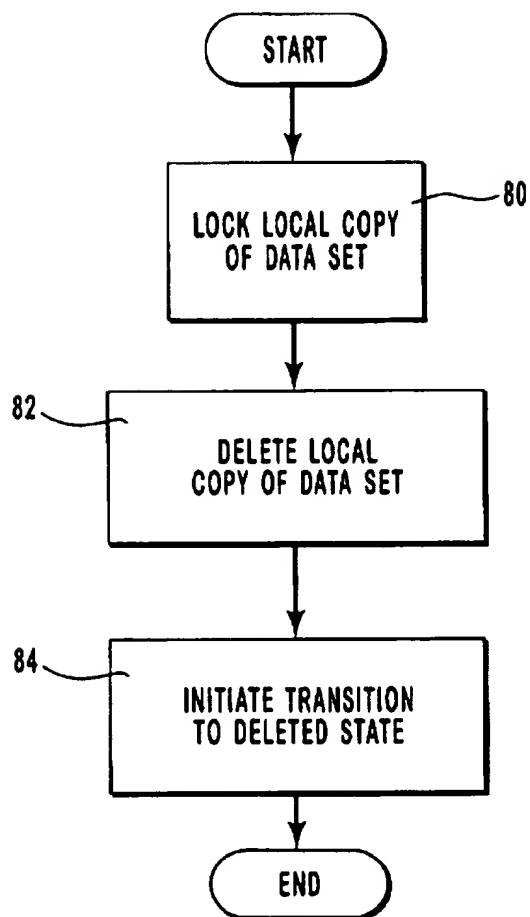 START
80
LOCK LOCAL COPY
OF DATA SET
82
DELETE LOCAL
COPY OF DATA SET
84
INITIATE TRANSITION
TO DELETED STATE
END